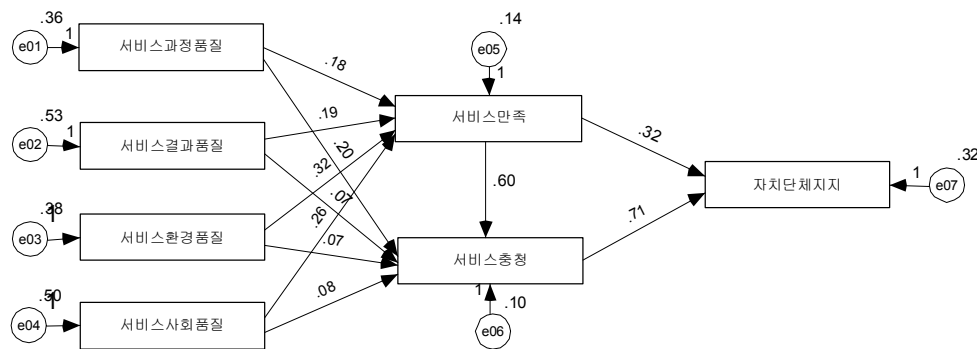 .36
1
e01
서비스과정품질
.53
1
e02
서비스결과품질
.38
1
e03
서비스환경품질
.50
1
e04
서비스사회품질
.18
.19
.20
.32
.07
.26
.07
.08
.14
e05
1
서비스만족
.60
서비스충청
1
.10
e06
.32
.71
자치단체지지
1
.32
e07